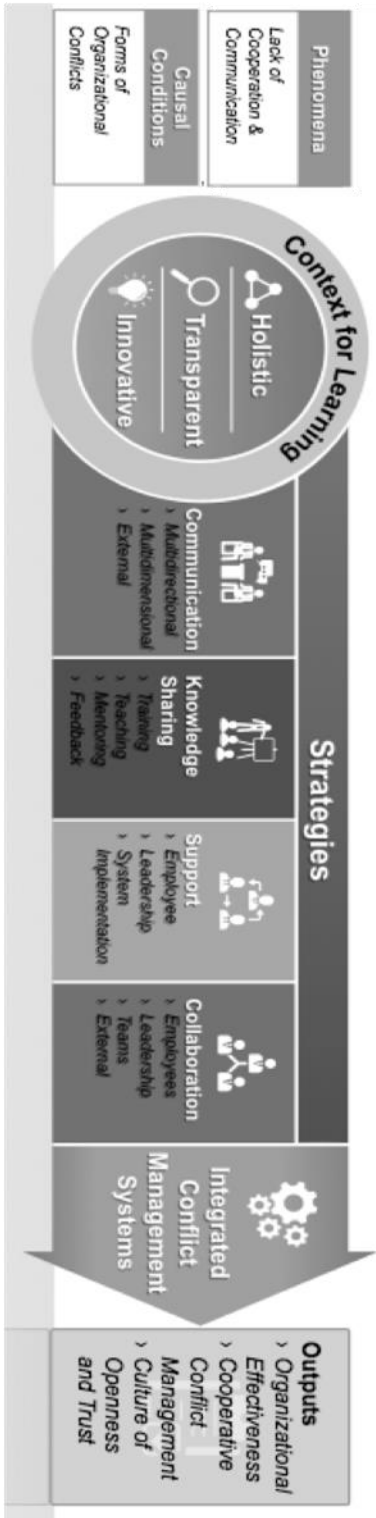 Phenomena
Lack of
Cooperation &
Communication
Causal
Conditions
Forms of
Organizational
Conflicts
Context for Learning
Holistic
Transparent
Innovative
Strategies
Communication
› Multidirectional
› Multidimensional
› External
Knowledge
Sharing
› Training
› Teaching
› Mentoring
› Feedback
Support
› Employee
› Leadership
› System
Implementation
Collaboration
› Employees
› Leadership
› Teams
› External
Integrated
Conflict
Management
Systems
Outputs
› Organizational
Effectiveness
› Cooperative
Conflict
Management
› Culture of
Openness
and Trust